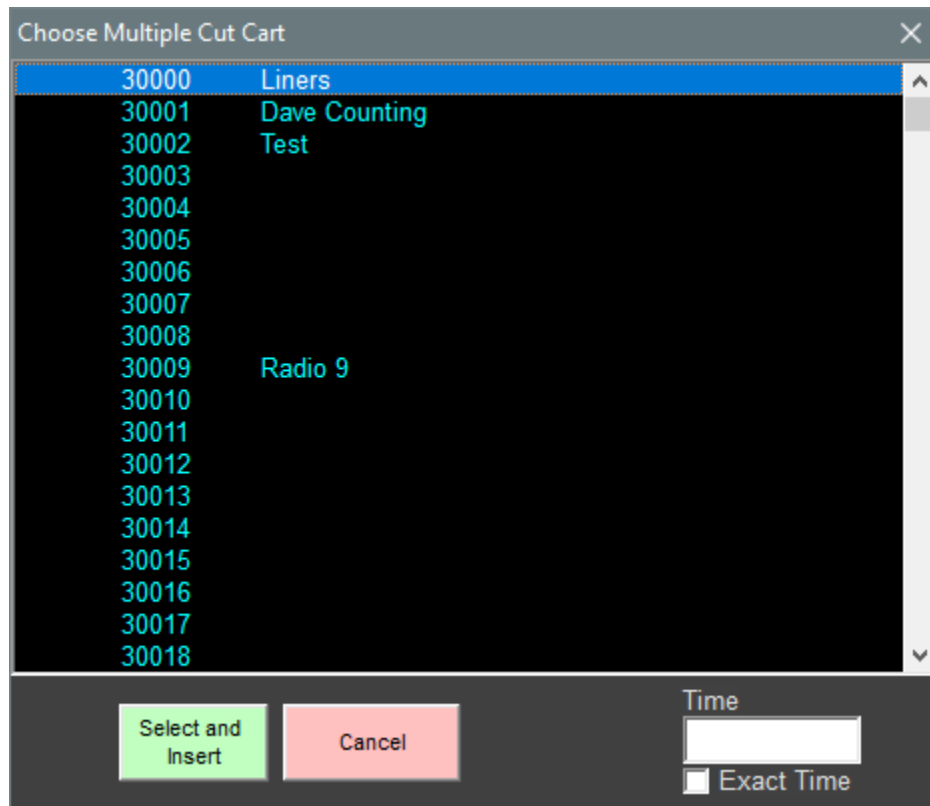 Choose Multiple Cut Cart
30000 Liners
30001 Dave Counting
30002 Test
30003
30004
30005
30006
30007
30008
30009 Radio 9
30010
30011
30012
30013
30014
30015
30016
30017
30018
Time
Select and
Insert
Cancel
Exact Time